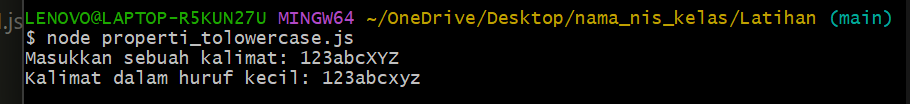 .js
LENOVO@LAPTOP-R5KUN27U MINGW64 ~/OneDrive/Desktop/nama_nis_kelas/Latihan (main)
$ node properti_tolowercase.js
Masukkan sebuah kalimat: 123abcXYZ
Kalimat dalam huruf kecil: 123abcxyz